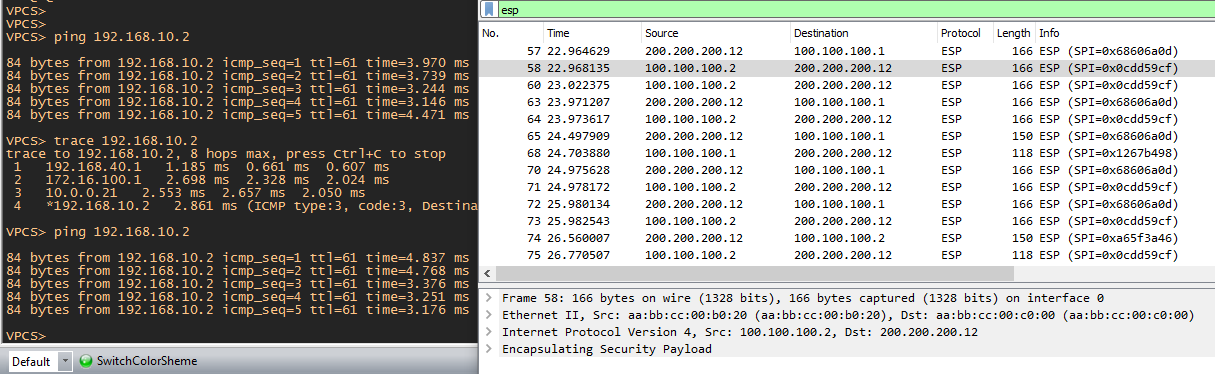 VPCS>
VPCS>
VPCS> ping 192.168.10.2
84 bytes from 192.168.10.2 icmp_seq=1 ttl=61 time=3.970 ms
84 bytes from 192.168.10.2 icmp_seq=2 ttl=61 time=3.739 ms
84 bytes from 192.168.10.2 icmp_seq=3 ttl=61 time=3.244 ms
84 bytes from 192.168.10.2 icmp_seq=4 ttl=61 time=3.146 ms
84 bytes from 192.168.10.2 icmp_seq=5 ttl=61 time=4.471 ms
VPCS> trace 192.168.10.2
trace to 192.168.10.2, 8 hops max, press Ctrl+C to stop
1 192.168.40.1 1.185 ms 0.661 ms 0.607 ms
2 172.16.100.1 2.698 ms 2.328 ms 2.024 ms
3 10.0.0.21 2.553 ms 2.657 ms 2.050 ms
4 *192.168.10.2 2.861 ms (ICMP type:3, code:3, Destina
VPCS> ping 192.168.10.2
84 bytes from 192.168.10.2 icmp_seq=1 ttl=61 time=4.837 ms
84 bytes from 192.168.10.2 icmp_seq=2 ttl=61 time=4.768 ms
84 bytes from 192.168.10.2 icmp_seq=3 ttl=61 time=3.376 ms
84 bytes from 192.168.10.2 icmp_seq=4 ttl=61 time=3.251 ms
84 bytes from 192.168.10.2 icmp_seq=5 ttl=61 time=3.176 ms
VPCS>
Default SwitchColorSheme
esp
No. Time Source Destination Protocol Length Info
57 22.964629 200.200.200.12 100.100.100.1 ESP 166 ESP (SPI=0x68606a0d)
58 22.968135 100.100.100.2 200.200.200.12 ESP 166 ESP (SPI=0x0cdd59cf)
60 23.022375 100.100.100.2 200.200.200.12 ESP 166 ESP (SPI=0x0cdd59cf)
63 23.971207 200.200.200.12 100.100.100.1 ESP 166 ESP (SPI=0x68606a0d)
64 23.973617 100.100.100.2 200.200.200.12 ESP 166 ESP (SPI=0x0cdd59cf)
65 24.497909 200.200.200.12 100.100.100.1 ESP 150 ESP (SPI=0x68606a0d)
68 24.703880 100.100.100.1 200.200.200.12 ESP 118 ESP (SPI=0x1267b498)
70 24.975628 200.200.200.12 100.100.100.1 ESP 166 ESP (SPI=0x68606a0d)
71 24.978172 100.100.100.2 200.200.200.12 ESP 166 ESP (SPI=0x0cdd59cf)
72 25.980134 200.200.200.12 100.100.100.1 ESP 166 ESP (SPI=0x68606a0d)
73 25.982543 100.100.100.2 200.200.200.12 ESP 166 ESP (SPI=0x0cdd59cf)
74 26.560007 200.200.200.12 100.100.100.2 ESP 150 ESP (SPI=0xa65f3a46)
75 26.770507 100.100.100.2 200.200.200.12 ESP 118 ESP (SPI=0x0cdd59cf)
Frame 58: 166 bytes on wire (1328 bits), 166 bytes captured (1328 bits) on interface 0
Ethernet II, Src: aa:bb:cc:00:b0:20 (aa:bb:cc:00:b0:20), Dst: aa:bb:cc:00:c0:00 (aa:bb:cc:00:c0:00)
Internet Protocol Version 4, Src: 100.100.100.2, Dst: 200.200.200.12
Encapsulating Security Payload